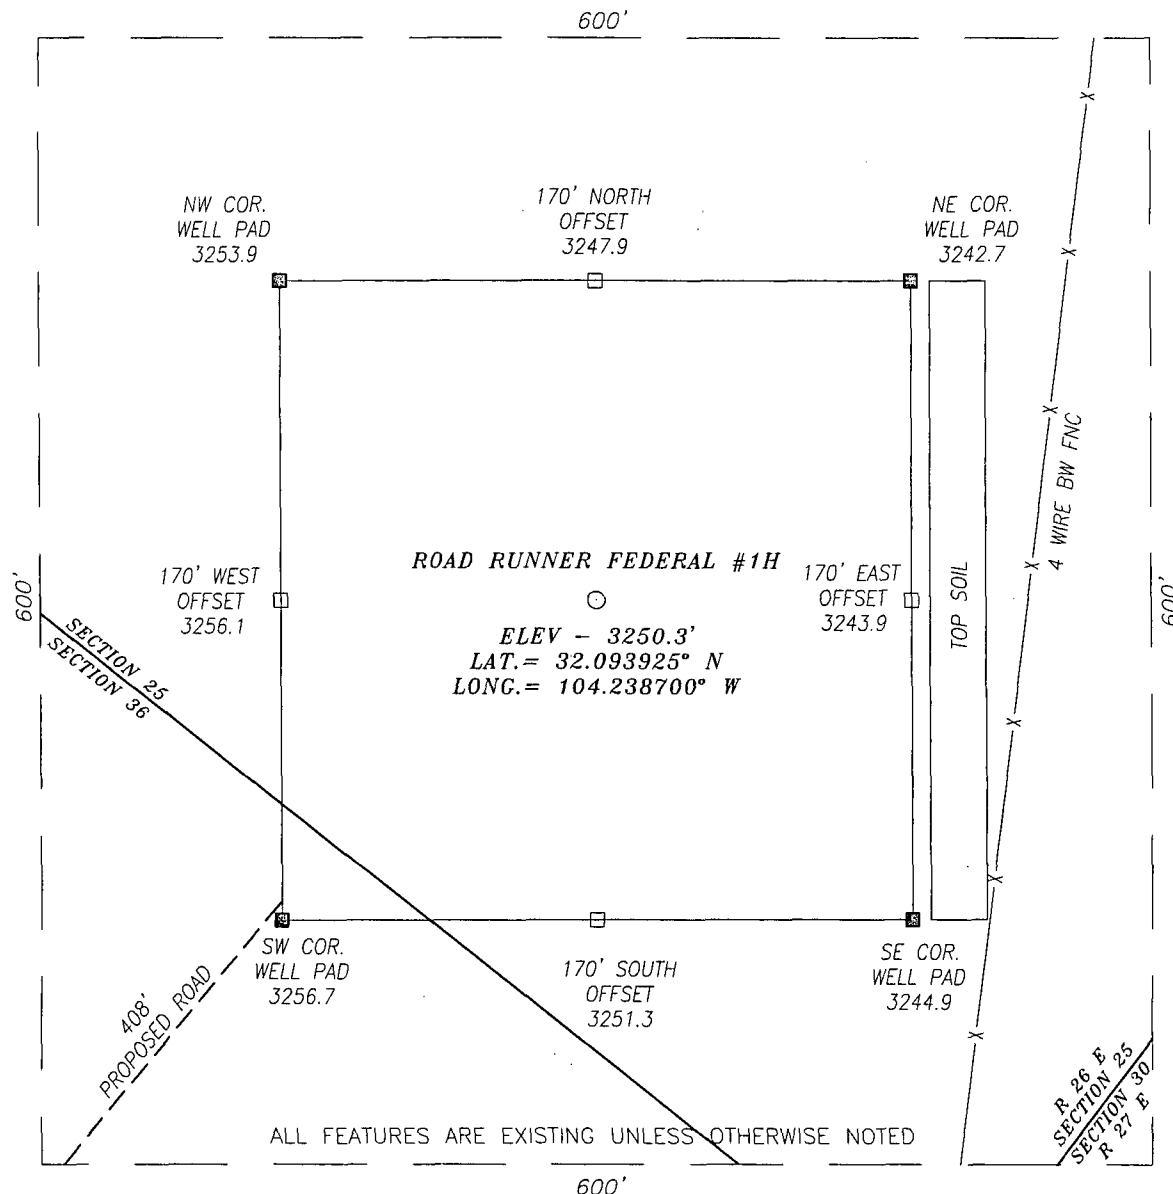 600'
NW COR.
WELL PAD
3253.9
170' NORTH
OFFSET
3247.9
NE COR.
WELL PAD
3242.7
4 WIRE BW FNC
600'
170' WEST
OFFSET
3256.1
ROAD RUNNER FEDERAL #1H
ELEV - 3250.3'
LAT.= 32.093925° N
LONG.= 104.238700° W
170' EAST
OFFSET
3243.9
TOP SOIL
600'
SECTION 25
SECTION 36
SW COR.
WELL PAD
3256.7
170' SOUTH
OFFSET
3251.3
SE COR.
WELL PAD
3244.9
408'
PROPOSED ROAD
R 26 E
SECTION 25
SECTION 30
R 27 E
ALL FEATURES ARE EXISTING UNLESS OTHERWISE NOTED
600'